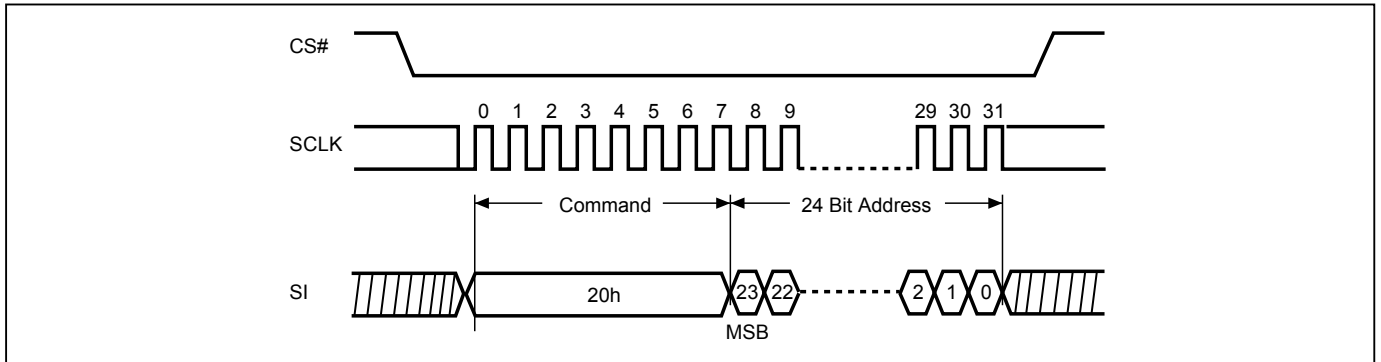 CS#
0 1 2 3 4 5 6 7 8 9 29 30 31
SCLK
Command 24 Bit Address
SI 20h 23 22 2 1 0
MSB